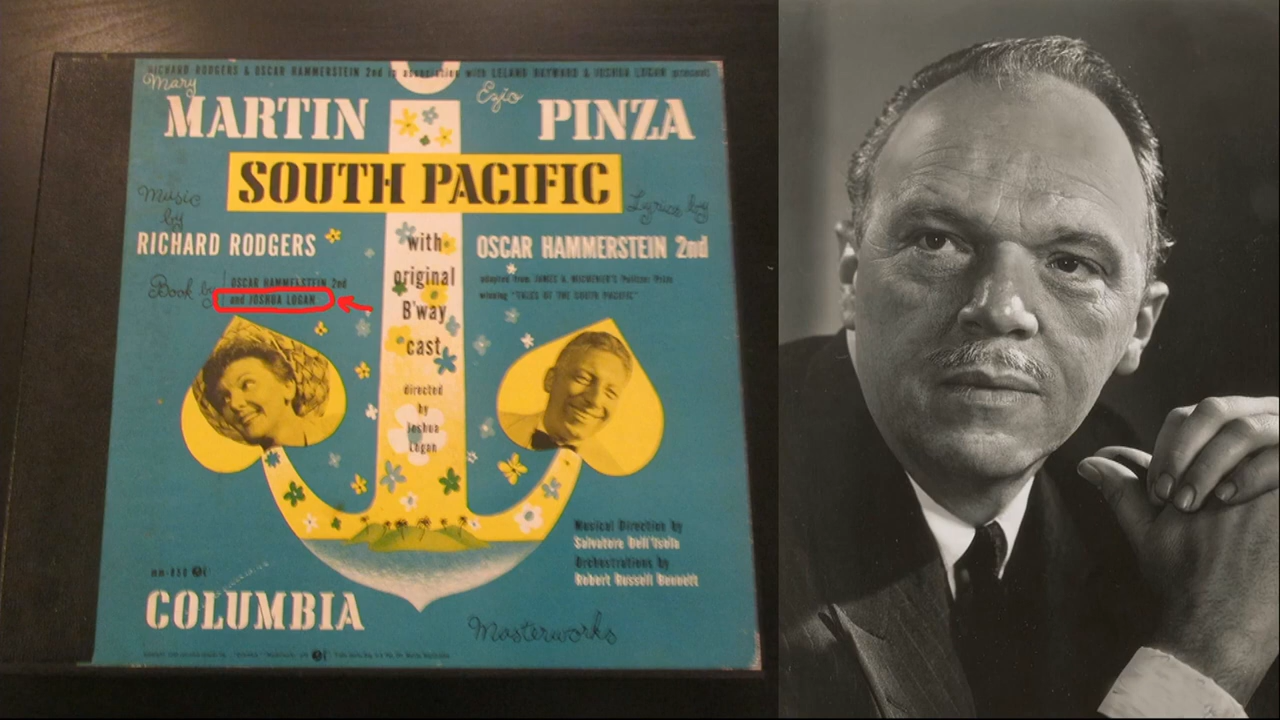 RICHARD RODGERS & OSCAR HAMMERSTEIN 2nd in association with LELAND HAYWARD & JOSHUA LOGAN present
Mary
MARTIN
Ezio
PINZA
SOUTH PACIFIC
Music
by
RICHARD RODGERS
Lyrics by
OSCAR HAMMERSTEIN 2nd
adapted from JAMES A. MICHENER'S Pulitzer Prize
winning "TALES OF THE SOUTH PACIFIC"
Book by
OSCAR HAMMERSTEIN 2nd
and JOSHUA LOGAN
with
original
B'way
cast
directed
by
Joshua
Logan
Musical Direction by
Salvatore Dell'Isola
Orchestrations by
Robert Russell Bennett
COLUMBIA
Masterworks